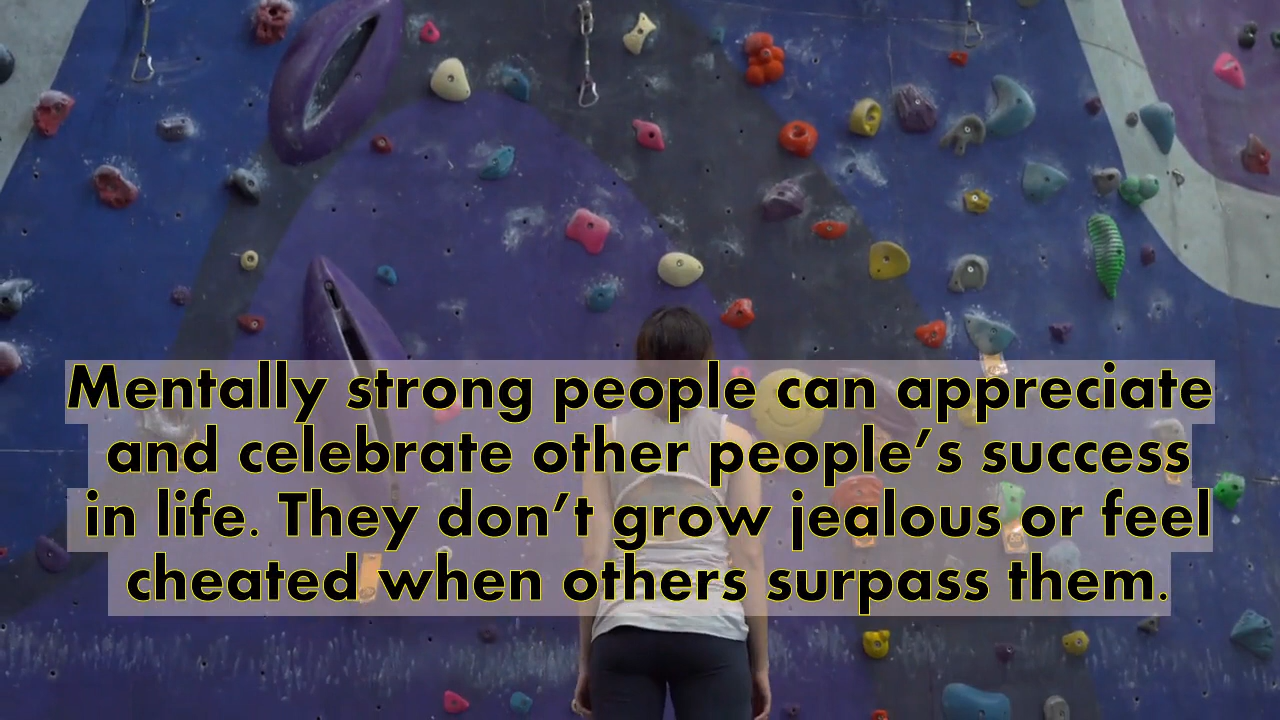 Mentally strong people can appreciate
and celebrate other people’s success
in life. They don’t grow jealous or feel
cheated when others surpass them.